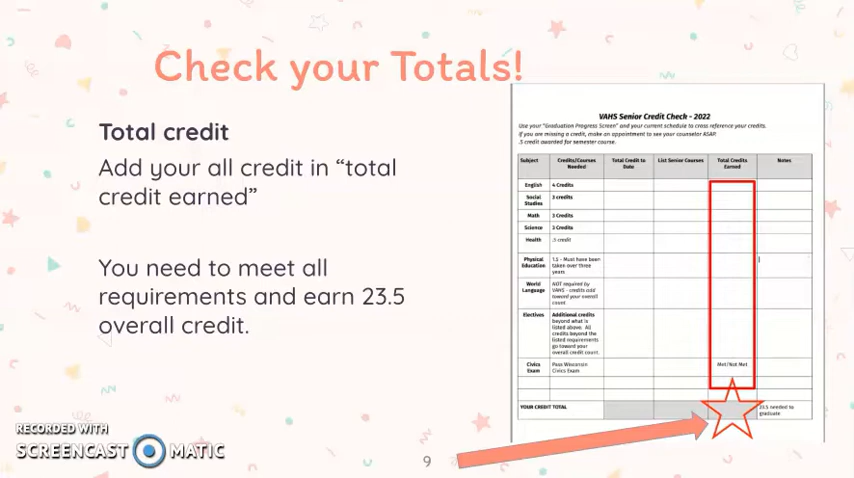 Check your Totals!
Total credit
Add your all credit in “total
credit earned”
You need to meet all
requirements and earn 23.5
overall credit.
VAHS Senior Credit Check - 2022
Use your "Graduation Progress Screen" and your current schedule to cross reference your credits.
If you are missing a credit, make an appointment to see your counselor ASAP.
.5 credit awarded for semester course.
Subject
Credits/Courses
Needed
Total Credit to
Date
List Senior Courses
Total Credits
Earned
Notes
English
4 Credits
Social
Studies
3 credits
Math
3 Credits
Science
3 Credits
Health
.5 credit
Physical
Education
1.5 - Must have been
taken over three
years
World
Language
NOT required by
VAHS - credits add
toward your overall
count
Electives
Additional credits
beyond what is
listed above. All
credits beyond the
listed requirements
go toward your
overall credit count.
Civics
Exam
Pass Wisconsin
Civics Exam
Met/Not Met
YOUR CREDIT TOTAL
23.5 needed to
graduate
RECORDED WITH
SCREENCAST MATIC
9